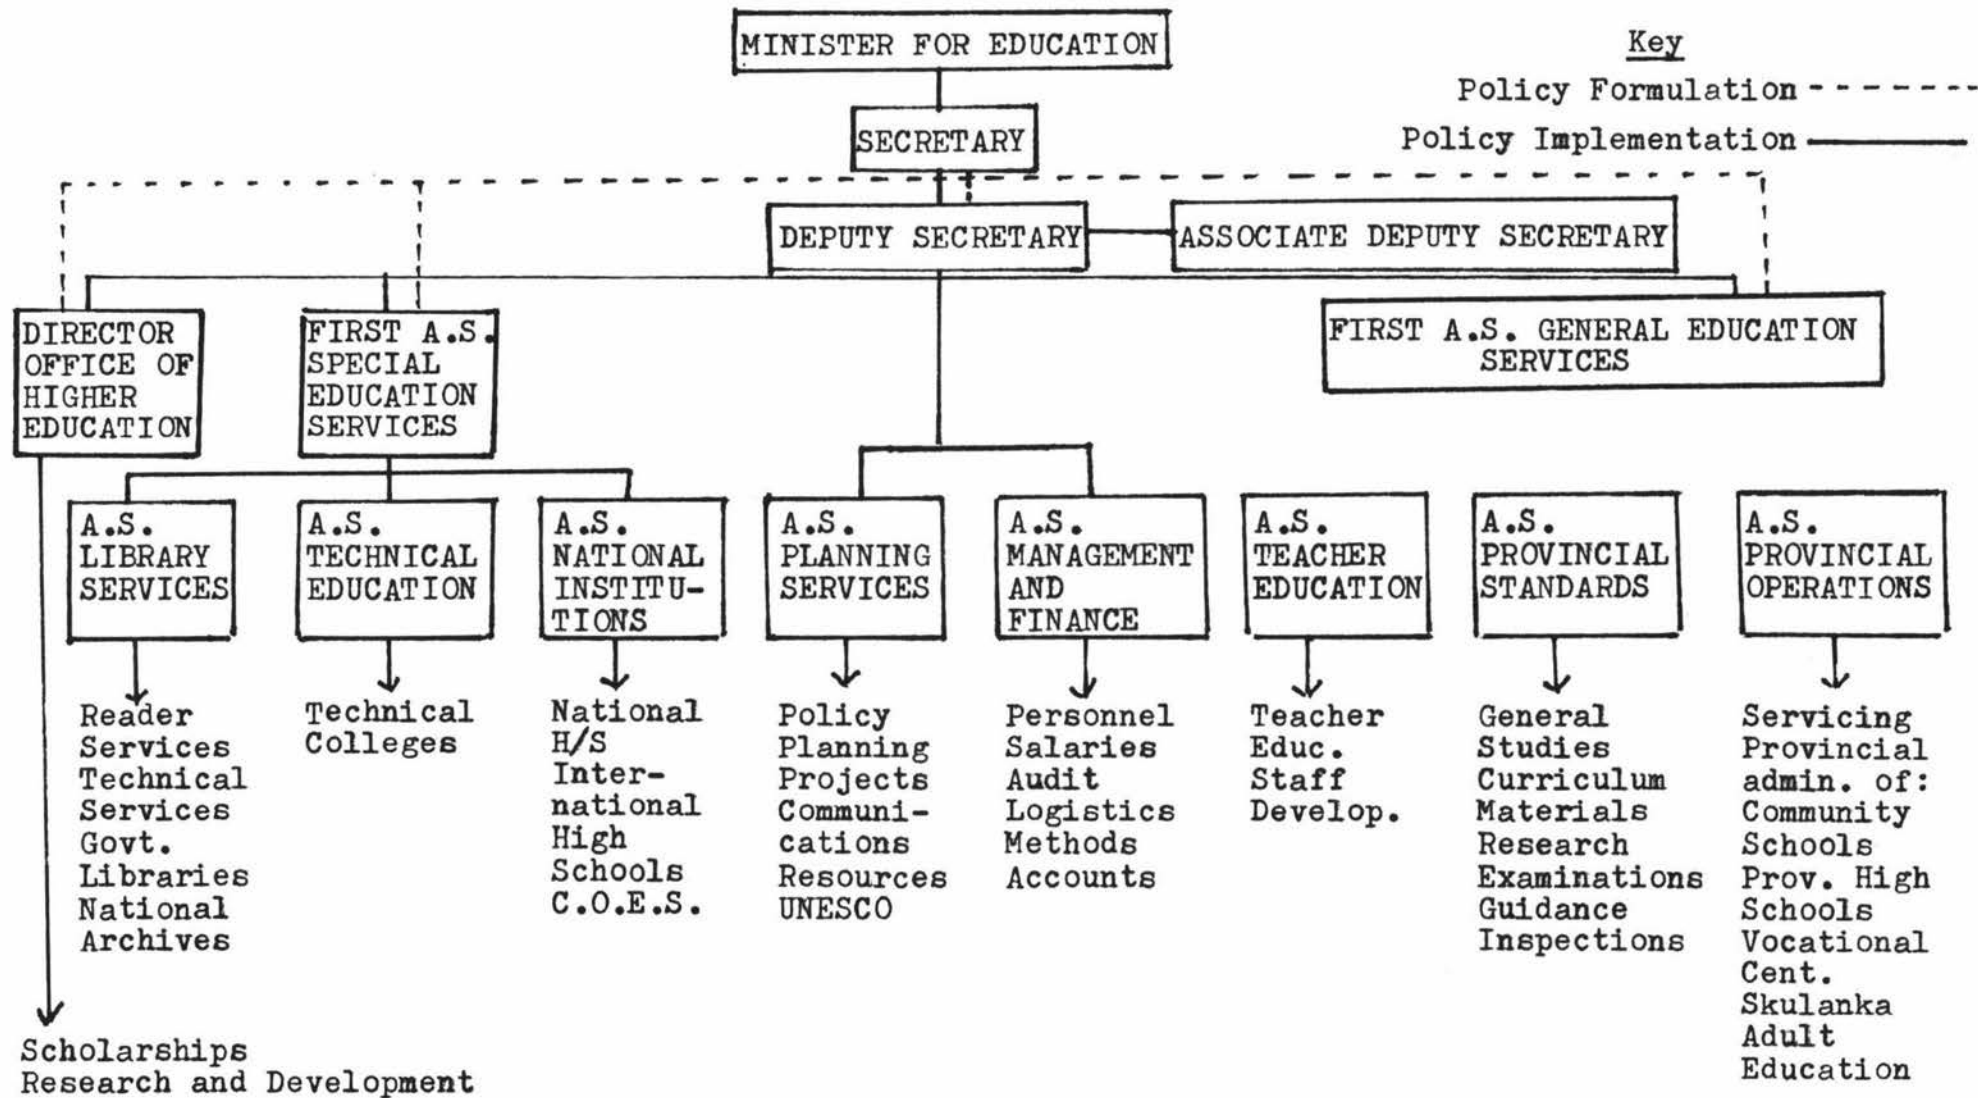 MINISTER FOR EDUCATION
Key
Policy Formulation
Policy Implementation
SECRETARY
DEPUTY SECRETARY
ASSOCIATE DEPUTY SECRETARY
DIRECTOR
OFFICE OF
HIGHER
EDUCATION
FIRST A.S.
SPECIAL
EDUCATION
SERVICES
FIRST A.S. GENERAL EDUCATION
SERVICES
A.S.
LIBRARY
SERVICES
A.S.
TECHNICAL
EDUCATION
A.S.
NATIONAL
INSTITU-
TIONS
A.S.
PLANNING
SERVICES
A.S.
MANAGEMENT
AND
FINANCE
A.S.
TEACHER
EDUCATION
A.S.
PROVINCIAL
STANDARDS
A.S.
PROVINCIAL
OPERATIONS
Reader
Services
Technical
Services
Govt.
Libraries
National
Archives
Technical
Colleges
National
H/S
Inter-
national
High
Schools
C.O.E.S.
Policy
Planning
Projects
Communi-
cations
Resources
UNESCO
Personnel
Salaries
Audit
Logistics
Methods
Accounts
Teacher
Educ.
Staff
Develop.
General
Studies
Curriculum
Materials
Research
Examinations
Guidance
Inspections
Servicing
Provincial
admin. of:
Community
Schools
Prov. High
Schools
Vocational
Cent.
Skulanka
Adult
Education
Scholarships
Research and Development